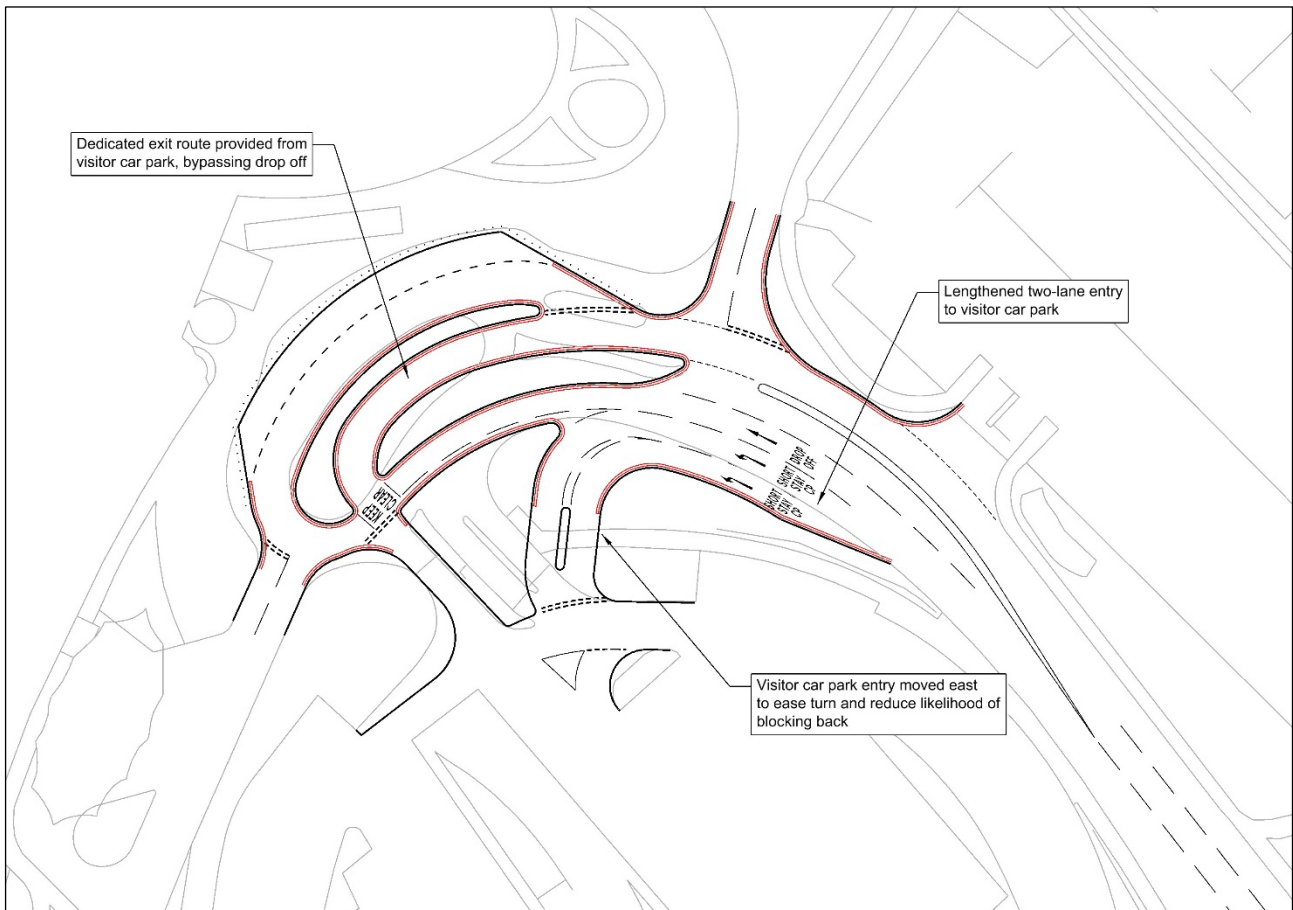 Dedicated exit route provided from
visitor car park, bypassing drop off
Lengthened two-lane entry
to visitor car park
DROP
OFF
SHORT
STAY
CP
SHORT
STAY
CP
KEEP
CLEAR
Visitor car park entry moved east
to ease turn and reduce likelihood of
blocking back